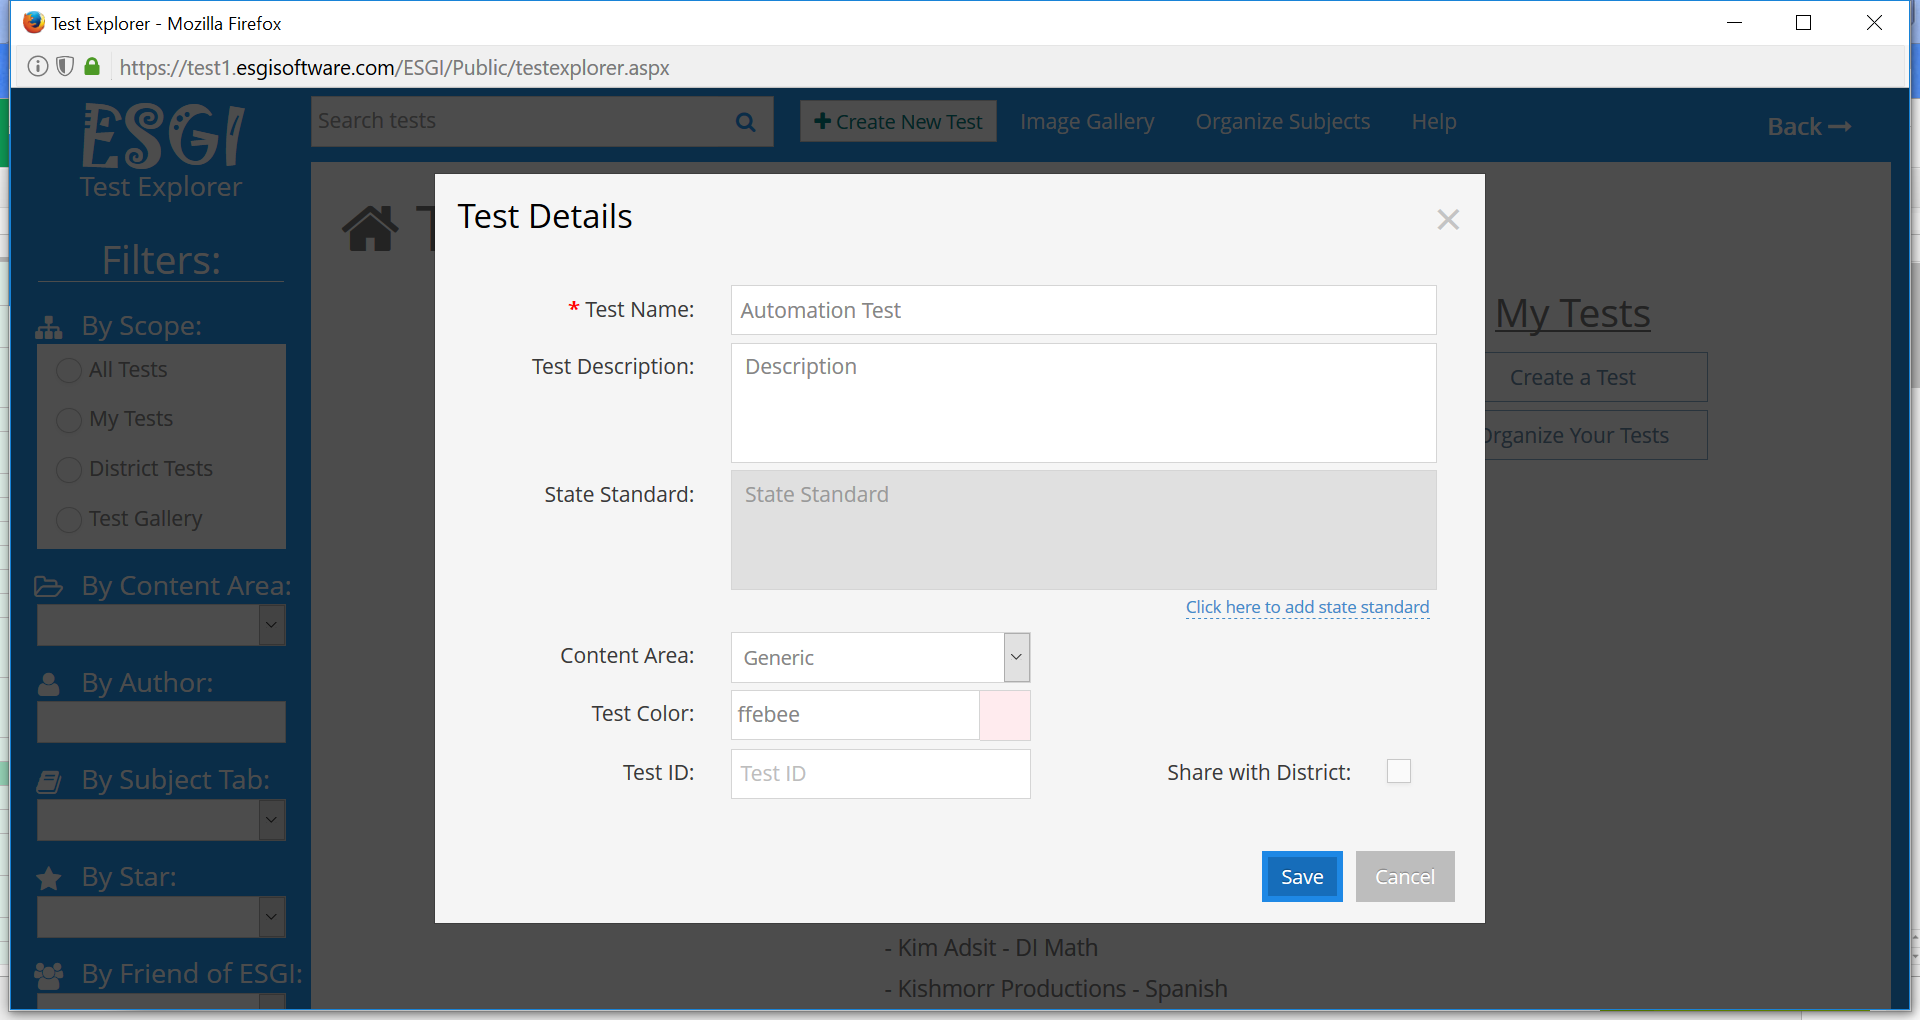 Test Explorer - Mozilla Firefox
https://test1.esgisoftware.com/ESGI/Public/testexplorer.aspx
ESGI
Test Explorer
Search tests
Create New Test
Image Gallery
Organize Subjects
Help
Back
Filters:
By Scope:
All Tests
My Tests
District Tests
Test Gallery
By Content Area:
By Author:
By Subject Tab:
By Star:
By Friend of ESGI:
Test Details
* Test Name:
Automation Test
Test Description:
Description
State Standard:
State Standard
Click here to add state standard
Content Area:
Generic
Test Color:
ffebee
Test ID:
Test ID
Share with District:
Save
Cancel
My Tests
Create a Test
Organize Your Tests
- Kim Adsit - DI Math
- Kishmorr Productions - Spanish